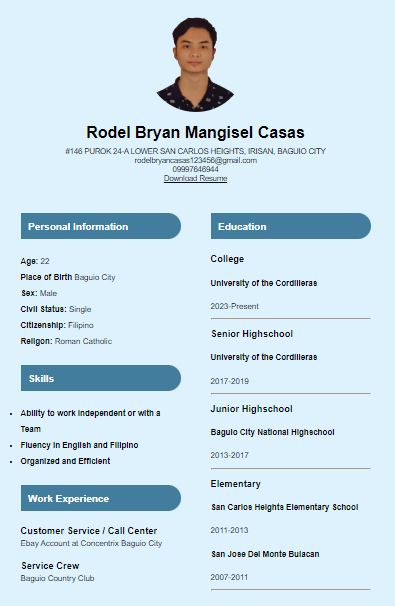 Rodel Bryan Mangisel Casas
#146 PUROK 24-A LOWER SAN CARLOS HEIGHTS, IRISAN, BAGUIO CITY
rodelbryancasas123456@gmail.com
09997646944
Download Resume
Personal Information
Age: 22
Place of Birth Baguio City
Sex: Male
Civil Status: Single
Citizenship: Filipino
Religon: Roman Catholic
Skills
• Ability to work independent or with a
Team
• Fluency in English and Filipino
• Organized and Efficient
Work Experience
Customer Service / Call Center
Ebay Account at Concentrix Baguio City
Service Crew
Baguio Country Club
Education
College
University of the Cordilleras
2023-Present
Senior Highschool
University of the Cordilleras
2017-2019
Junior Highschool
Baguio City National Highschool
2013-2017
Elementary
San Carlos Heights Elementary School
2011-2013
San Jose Del Monte Bulacan
2007-2011